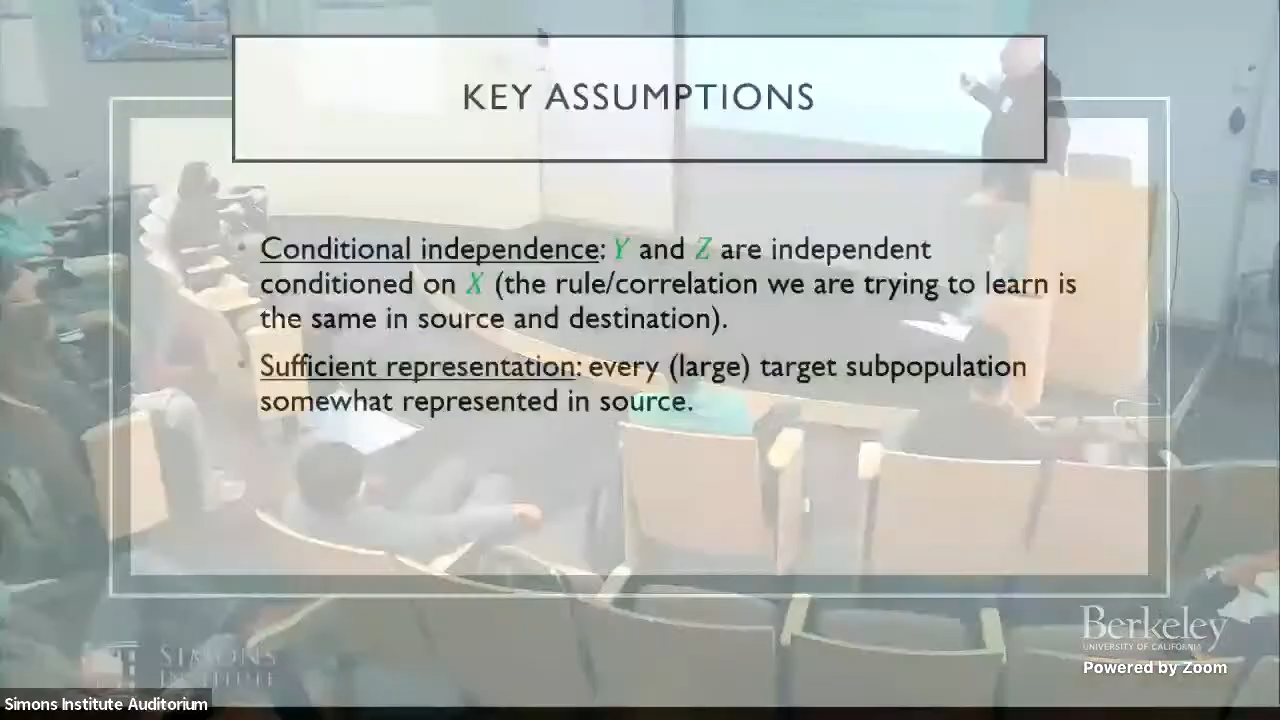 KEY ASSUMPTIONS
Conditional independence: Y and Z are independent
conditioned on X (the rule/correlation we are trying to learn is
the same in source and destination).
Sufficient representation: every (large) target subpopulation
somewhat represented in source.
Berkeley
UNIVERSITY OF CALIFORNIA
SIMONS
INSTITUTE
Powered by Zoom
Simons Institute Auditorium